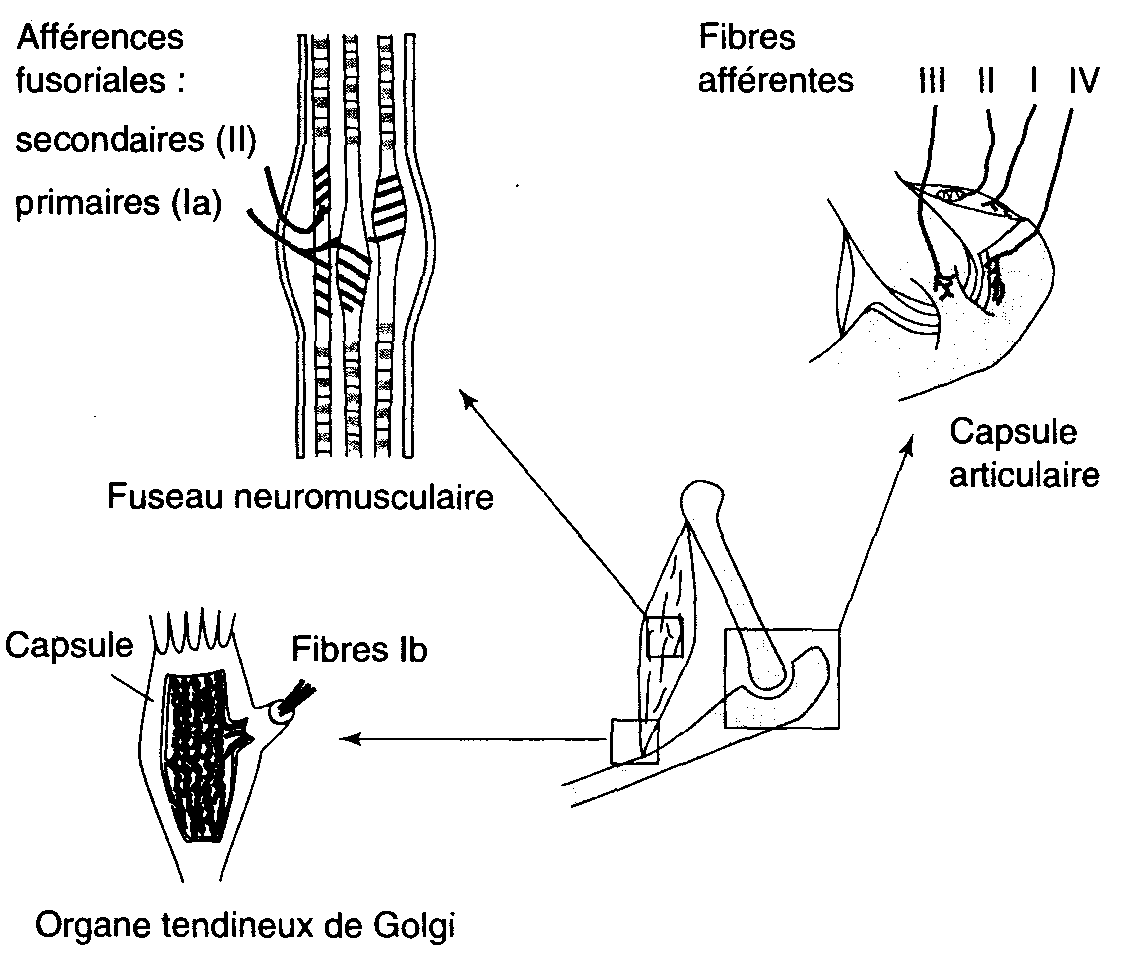 Afférences
fusoriales :
secondaires (II)
primaires (Ia)
Fuseau neuromusculaire
Fibres
afférentes
III II I IV
Capsule
articulaire
Capsule
Fibres Ib
Organe tendineux de Golgi